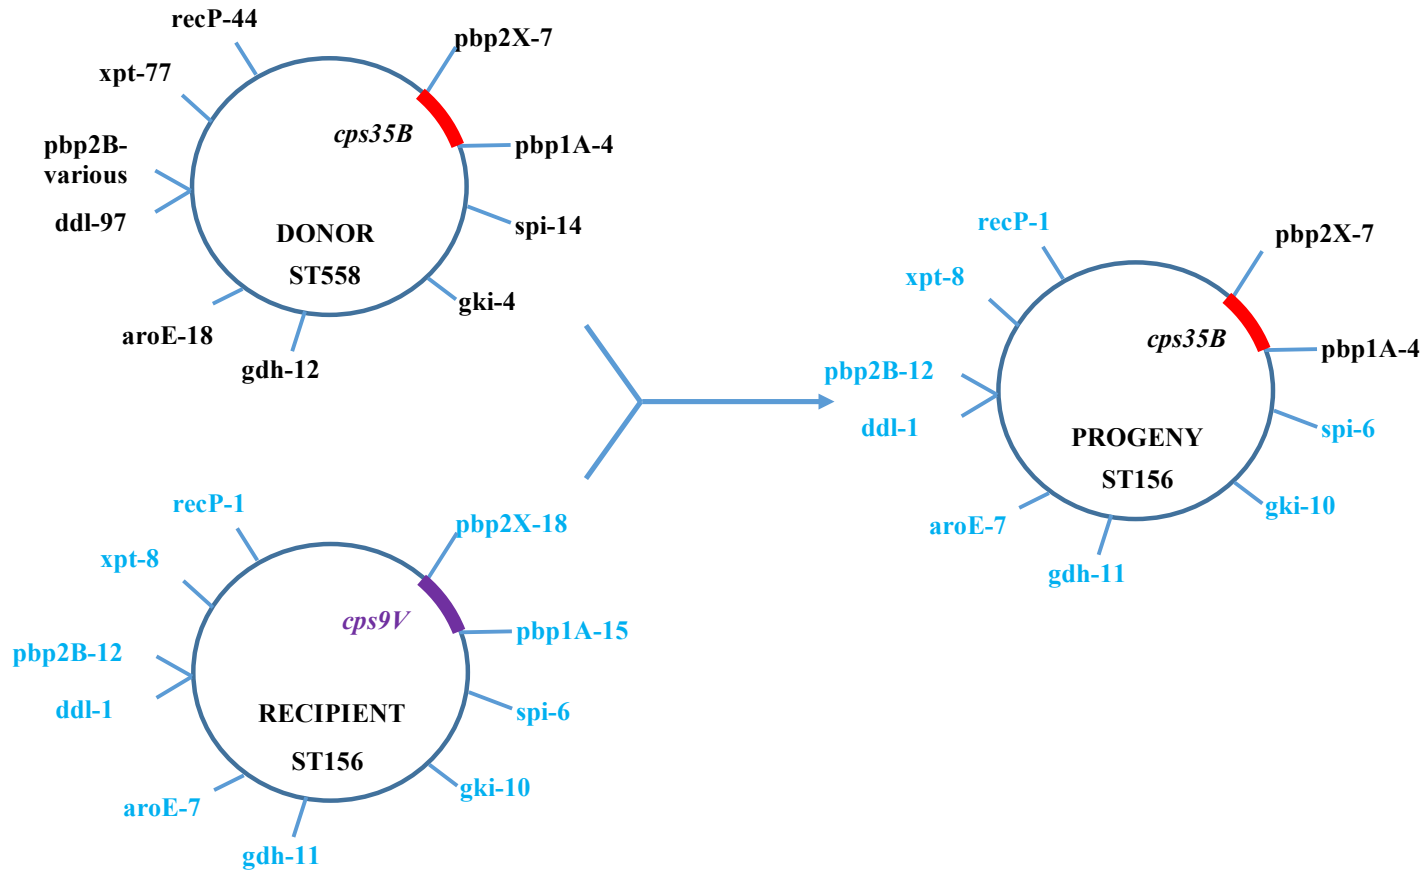 recP-44
pbp2X-7
xpt-77
cps35B
pbp2B-
various
pbp1A-4
ddl-97
spi-14
DONOR
ST558
gki-4
aroE-18
gdh-12
recP-1
pbp2X-18
xpt-8
cps9V
pbp1A-15
pbp2B-12
ddl-1
spi-6
RECIPIENT
ST156
gki-10
aroE-7
gdh-11
recP-1
pbp2X-7
xpt-8
cps35B
pbp1A-4
pbp2B-12
ddl-1
spi-6
PROGENY
ST156
gki-10
aroE-7
gdh-11